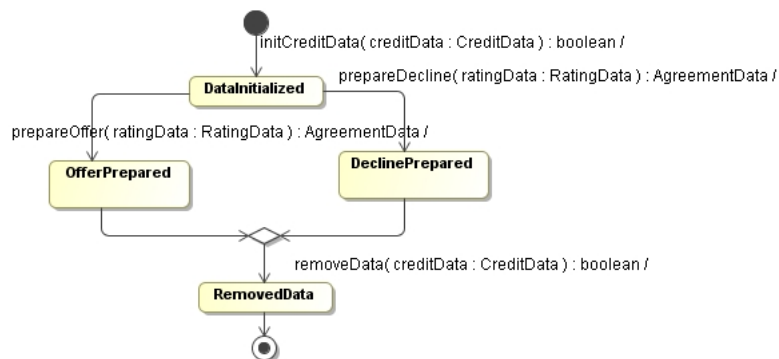 initCreditData( creditData : CreditData ) : boolean /
DataInitialized
prepareDecline( ratingData : RatingData ) : AgreementData /
prepareOffer( ratingData : RatingData ) : AgreementData /
OfferPrepared
DeclinePrepared
removeData( creditData : CreditData ) : boolean /
RemovedData